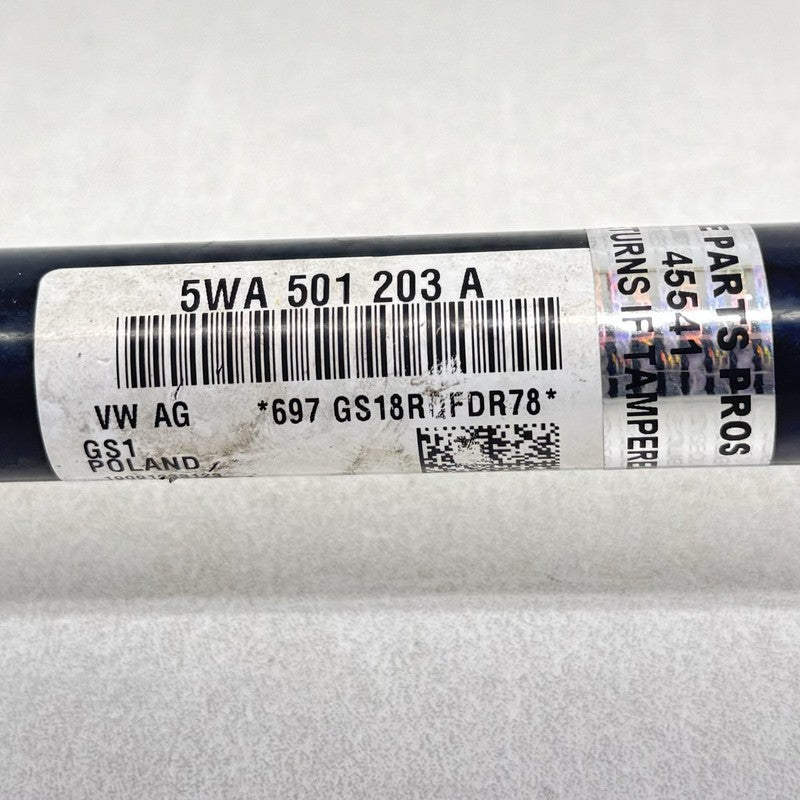 5WA 501 203 A
VW AG *697 GS18R FDR78*
GS1
POLAND /
E PARTS PROS
45541
TURNS IF TAMPERE